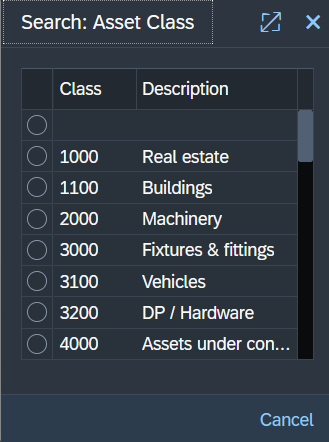 Search: Asset Class
Class Description
1000 Real estate
1100 Buildings
2000 Machinery
3000 Fixtures & fittings
3100 Vehicles
3200 DP / Hardware
4000 Assets under con...
Cancel